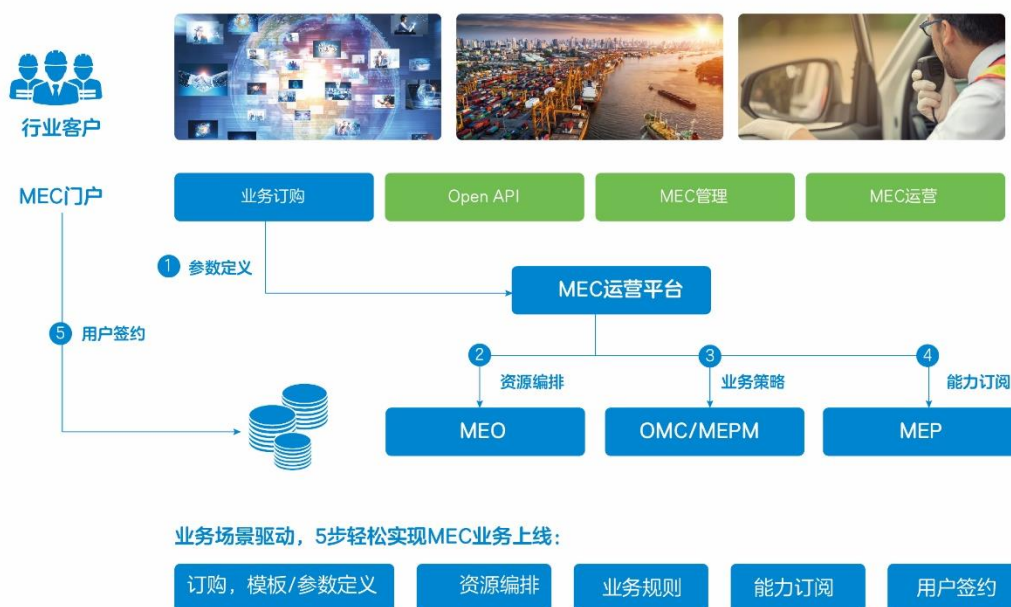 行业客户
MEC门户
业务订购
Open API
MEC管理
MEC运营
1 参数定义
MEC运营平台
5 用户签约
2
3
4
资源编排
业务策略
能力订阅
MEO
OMC/MEPM
MEP
业务场景驱动，5步轻松实现MEC业务上线：
订购，模板/参数定义
资源编排
业务规则
能力订阅
用户签约